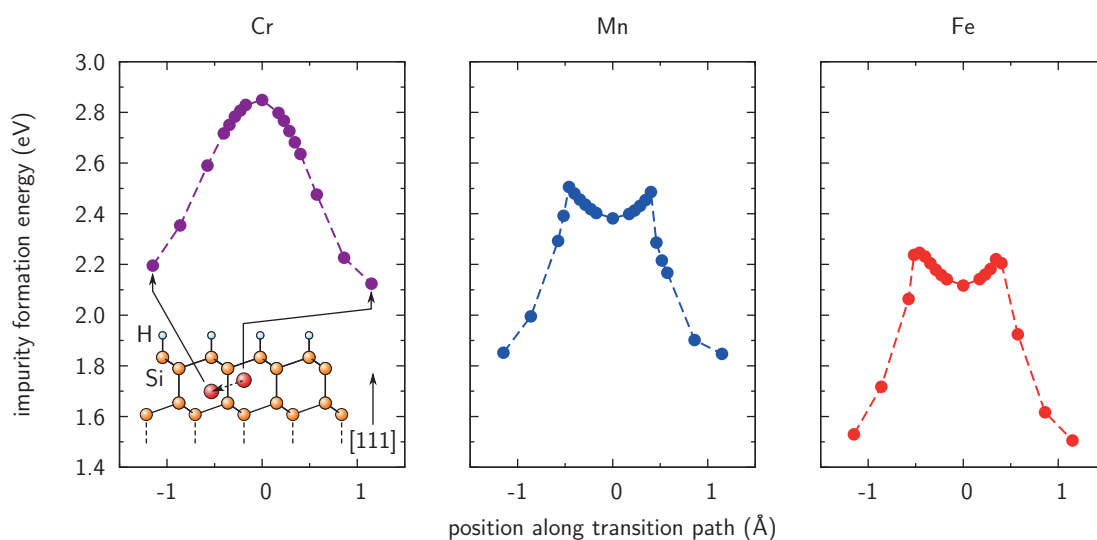 Cr Mn Fe
impurity formation energy (eV)
3.0
2.8
2.6
2.4
2.2
2.0
1.8
1.6
1.4
H
Si
[111]
-1 0 1 -1 0 1 -1 0 1
position along transition path (Å)